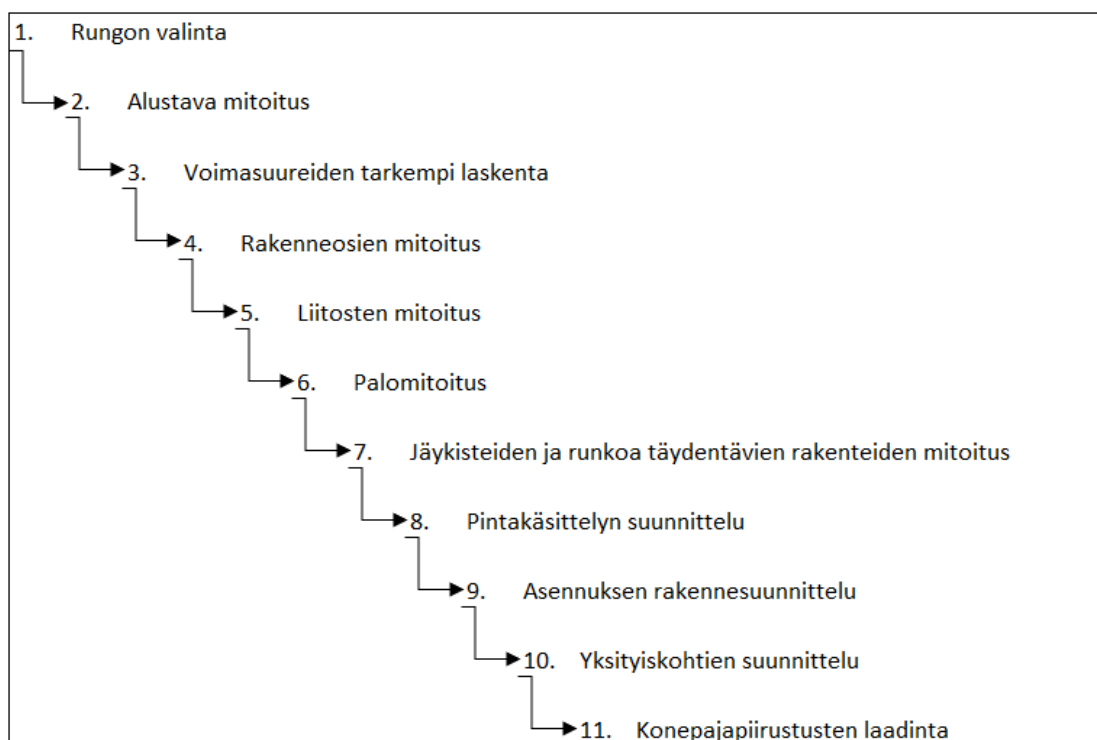 1. Rungon valinta
2. Alustava mitoitus
3. Voimasuureiden tarkempi laskenta
4. Rakenneosien mitoitus
5. Liitosten mitoitus
6. Palomitoitus
7. Jäykisteiden ja runkoa täydentävien rakenteiden mitoitus
8. Pintakäsittelyn suunnittelu
9. Asennuksen rakennesuunnittelu
10. Yksityiskohtien suunnittelu
11. Konepajapiirustusten laadinta